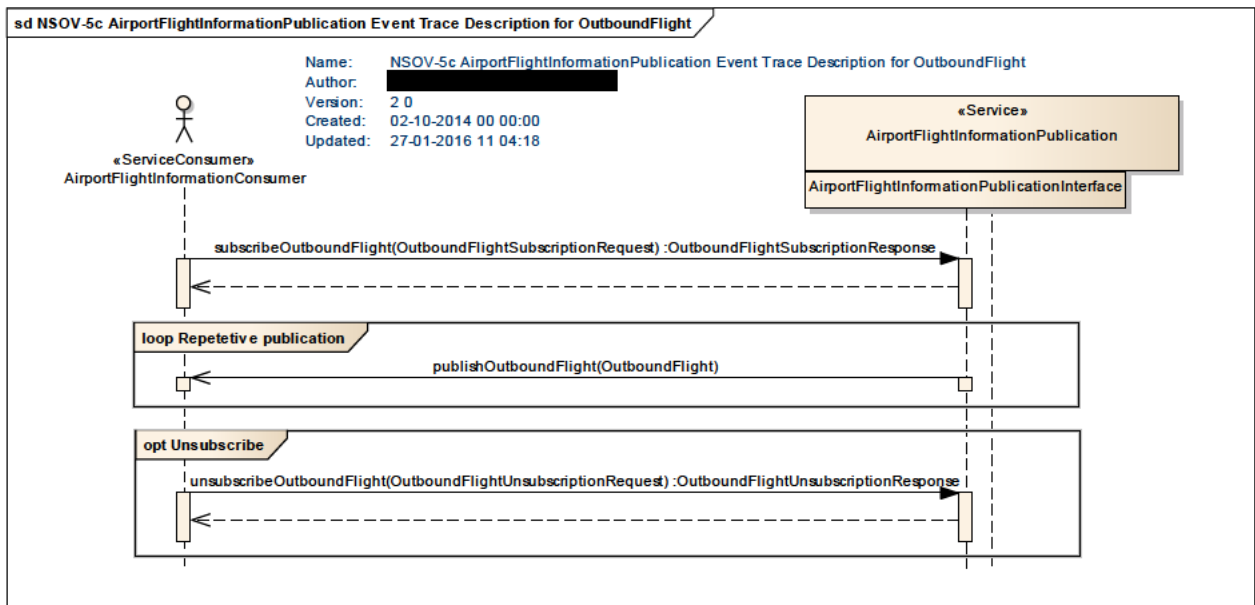 sd NSOV-5c AirportFlightInformationPublication Event Trace Description for OutboundFlight
Name: NSOV-5c AirportFlightInformationPublication Event Trace Description for OutboundFlight
Author:
Version: 2 0
Created: 02-10-2014 00 00:00
Updated: 27-01-2016 11 04:18
«ServiceConsumer»
AirportFlightInformationConsumer
«Service»
AirportFlightInformationPublication
AirportFlightInformationPublicationInterface
subscribeOutboundFlight(OutboundFlightSubscriptionRequest) :OutboundFlightSubscriptionResponse
loop Repetetive publication
publishOutboundFlight(OutboundFlight)
opt Unsubscribe
unsubscribeOutboundFlight(OutboundFlightUnsubscriptionRequest) :OutboundFlightUnsubscriptionResponse